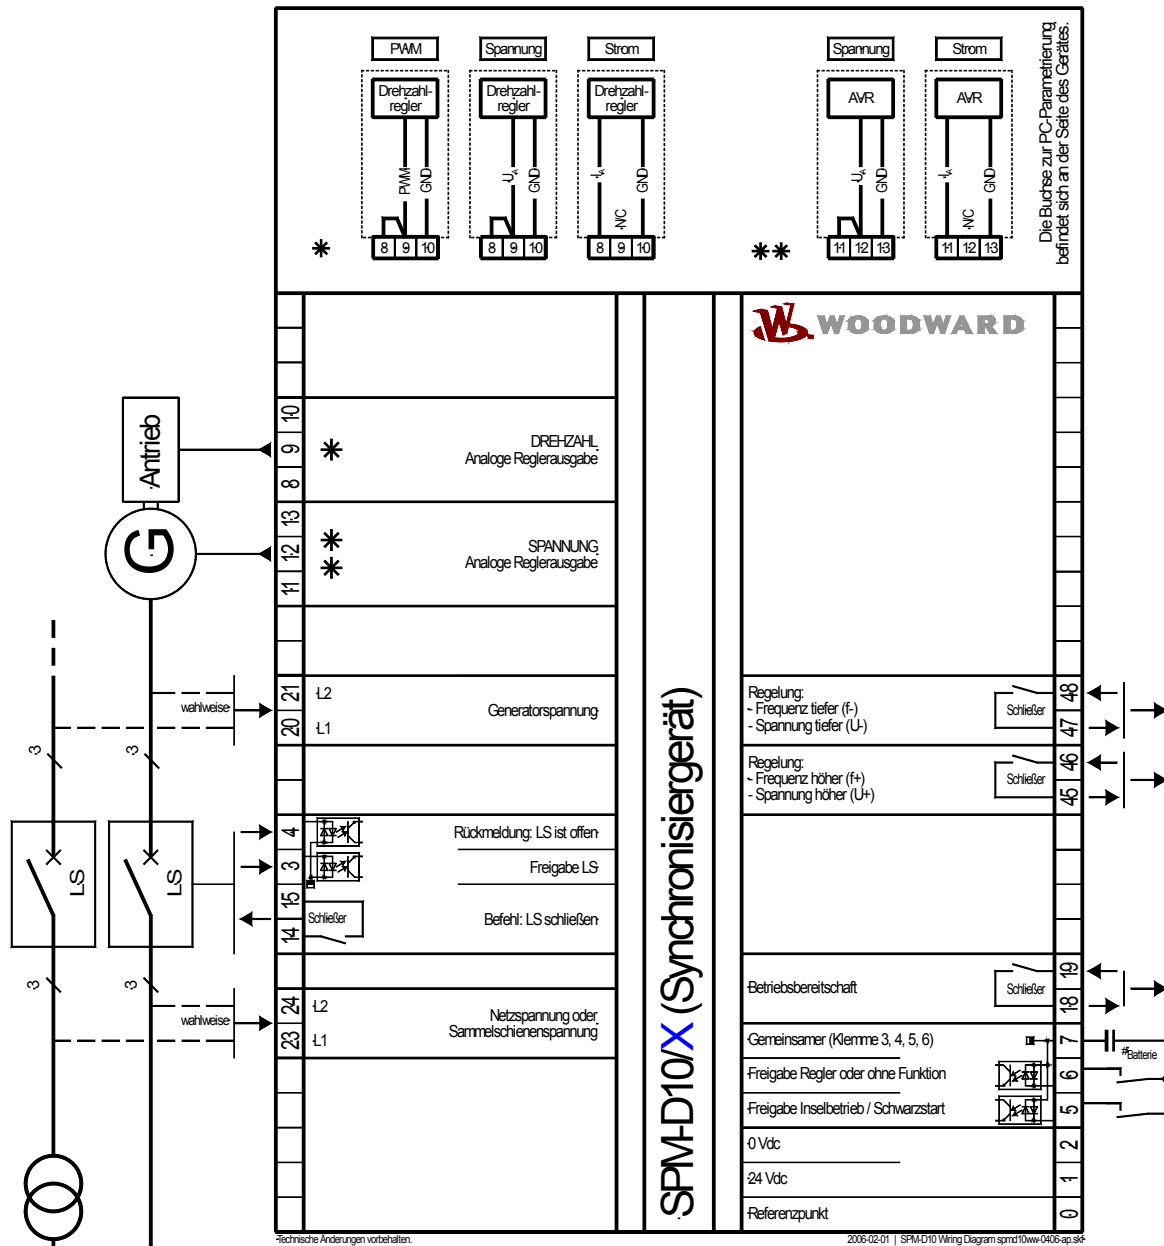 PWM
Spannung
Strom
Spannung
Strom
Drehzahl-
regler
Drehzahl-
regler
Drehzahl-
regler
AVR
AVR
PWM
GND
UA
GND
IA
N/C
GND
UA
GND
IA
N/C
GND
* 8 9 10
8 9 10
8 9 10
** 11 12 13
11 12 13
Die Buchse zur PC-Parametrierung
befindet sich an der Seite des Gerätes.
WOODWARD
Antrieb
G
10
9
8
*
DREHZAHL
Analoge Reglerausgabe
13
12
11
*
*
SPANNUNG
Analoge Reglerausgabe
wahlweise
21 L2
20 L1
Generatorspannung
3
3
LS
LS
4 Rückmeldung: LS ist offen
3 Freigabe LS
15
14
Schließer
Befehl: LS schließen
3
3
wahlweise
24 L2
23 L1
Netzspannung oder
Sammelschienenspannung
SPM-D10/X (Synchronisiergerät)
Regelung:
- Frequenz tiefer (f-)
- Spannung tiefer (U-)
Schließer
48
47
Regelung:
- Frequenz höher (f+)
- Spannung höher (U+)
Schließer
46
45
Betriebsbereitschaft
Schließer
19
18
Gemeinsamer (Klemme 3, 4, 5, 6) 7
#Batterie
Freigabe Regler oder ohne Funktion 6
Freigabe Inselbetrieb / Schwarzstart 5
0 Vdc 2
24 Vdc 1
Referenzpunkt 0
Technische Änderungen vorbehalten.
2006-02-01 | SPM-D10 Wiring Diagram spmd10ww-0406-ap.skf